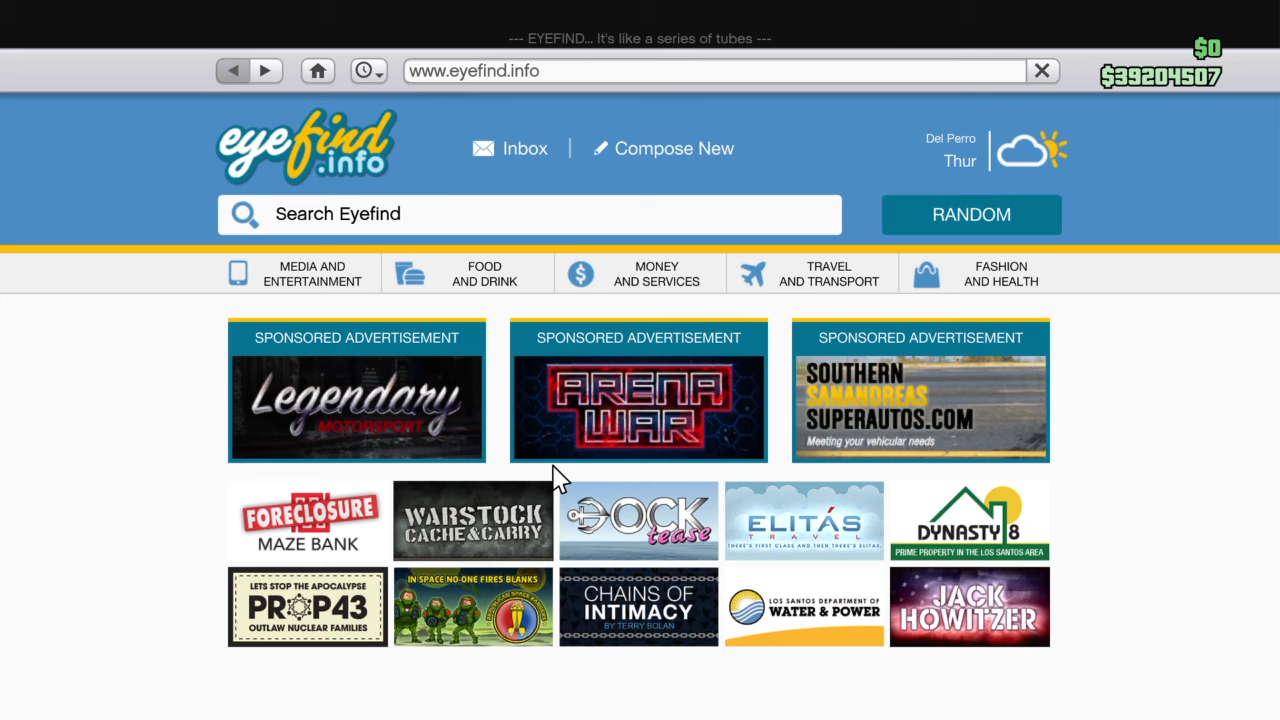 --- EYEFIND... It's like a series of tubes ---
$0
www.eyefind.info
$39204507
eyefind
.info
Inbox
Compose New
Del Perro
Thur
Search Eyefind
RANDOM
MEDIA AND
ENTERTAINMENT
FOOD
AND DRINK
MONEY
AND SERVICES
TRAVEL
AND TRANSPORT
FASHION
AND HEALTH
SPONSORED ADVERTISEMENT
Legendary
MOTORSPORT
SPONSORED ADVERTISEMENT
ARENA
WAR
SPONSORED ADVERTISEMENT
SOUTHERN
SANANDREAS
SUPERAUTOS.COM
Meeting your vehicular needs
FORECLOSURE
MAZE BANK
WARSTOCK
CACHE&CARRY
DOCK
tease
ELITÁS
TRAVEL
THERE'S FIRST CLASS AND THEN THERE'S ELITAS.
DYNASTY 8
PRIME PROPERTY IN THE LOS SANTOS AREA
LETS STOP THE APOCALYPSE
PROP43
OUTLAW NUCLEAR FAMILIES
IN SPACE NO-ONE FIRES BLANKS
REPUBLICAN SPACE RANGERS
CHAINS OF
INTIMACY
BY TERRY BOLAN
LOS SANTOS DEPARTMENT OF
WATER & POWER
JACK
HOWITZER